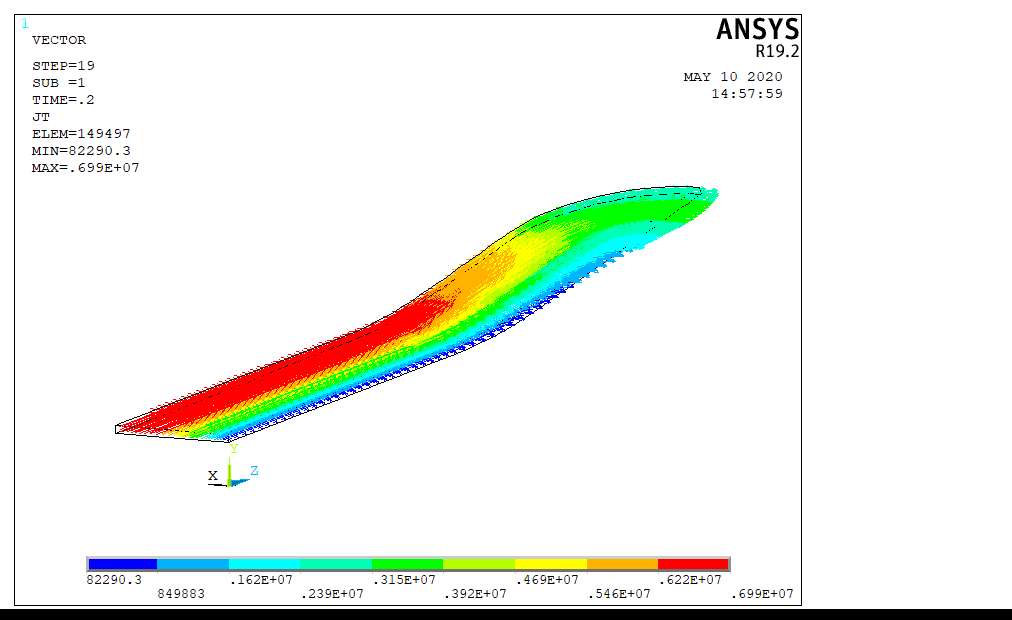 1
VECTOR
STEP=19
SUB =1
TIME=.2
JT
ELEM=149497
MIN=82290.3
MAX=.699E+07
ANSYS
R19.2
MAY 10 2020
14:57:59
Y
X
Z
82290.3
849883
.162E+07
.239E+07
.315E+07
.392E+07
.469E+07
.546E+07
.622E+07
.699E+07